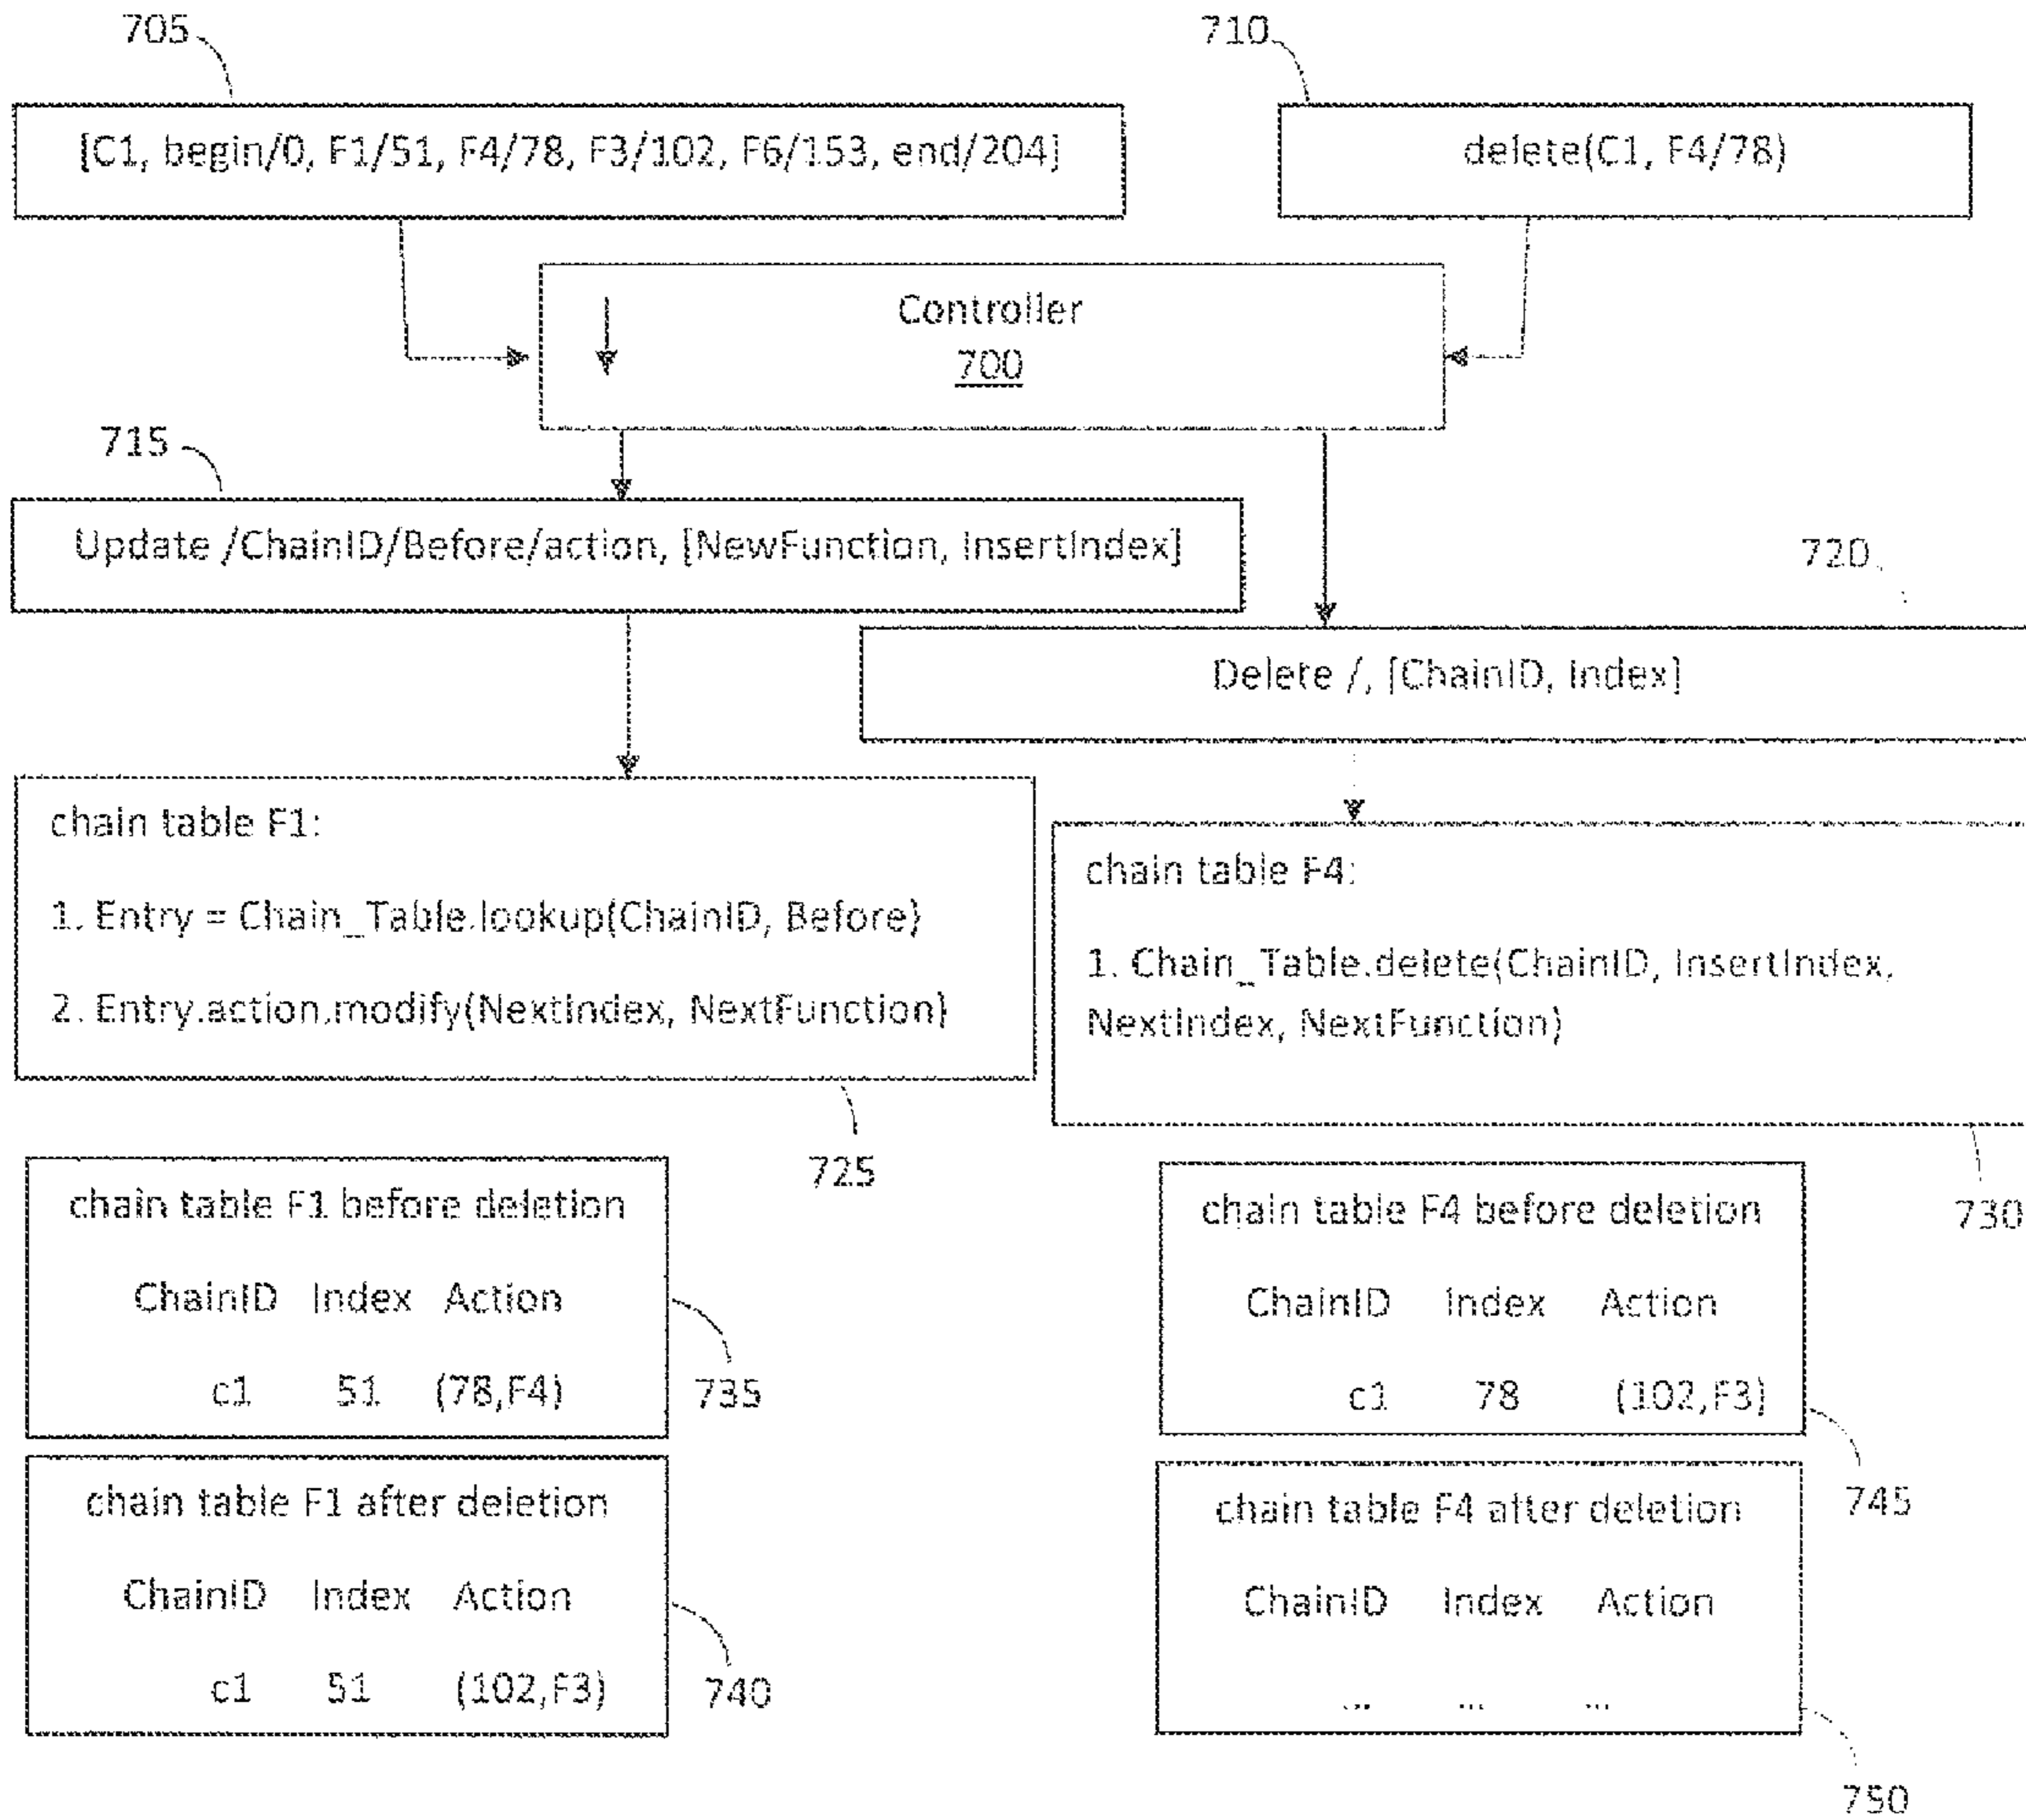 705
710
[C1, begin/0, F1/51, F4/78, F3/102, F6/153, end/204]
delete(C1, F4/78)
Controller
700
715
Update /ChainID/Before/action, [NewFunction, InsertIndex]
720
Delete /, [ChainID, Index]
chain table F1:
1. Entry = Chain_Table.lookup(ChainID, Before)
2. Entry.action.modify(NextIndex, NextFunction)
725
chain table F4:
1. Chain_Table.delete(ChainID, InsertIndex,
NextIndex, NextFunction)
730
chain table F1 before deletion
ChainID Index Action
c1 51 (78,F4)
735
chain table F4 before deletion
ChainID Index Action
c1 78 (102,F3)
745
chain table F1 after deletion
ChainID Index Action
c1 51 (102,F3)
740
chain table F4 after deletion
ChainID Index Action
... ... ...
750